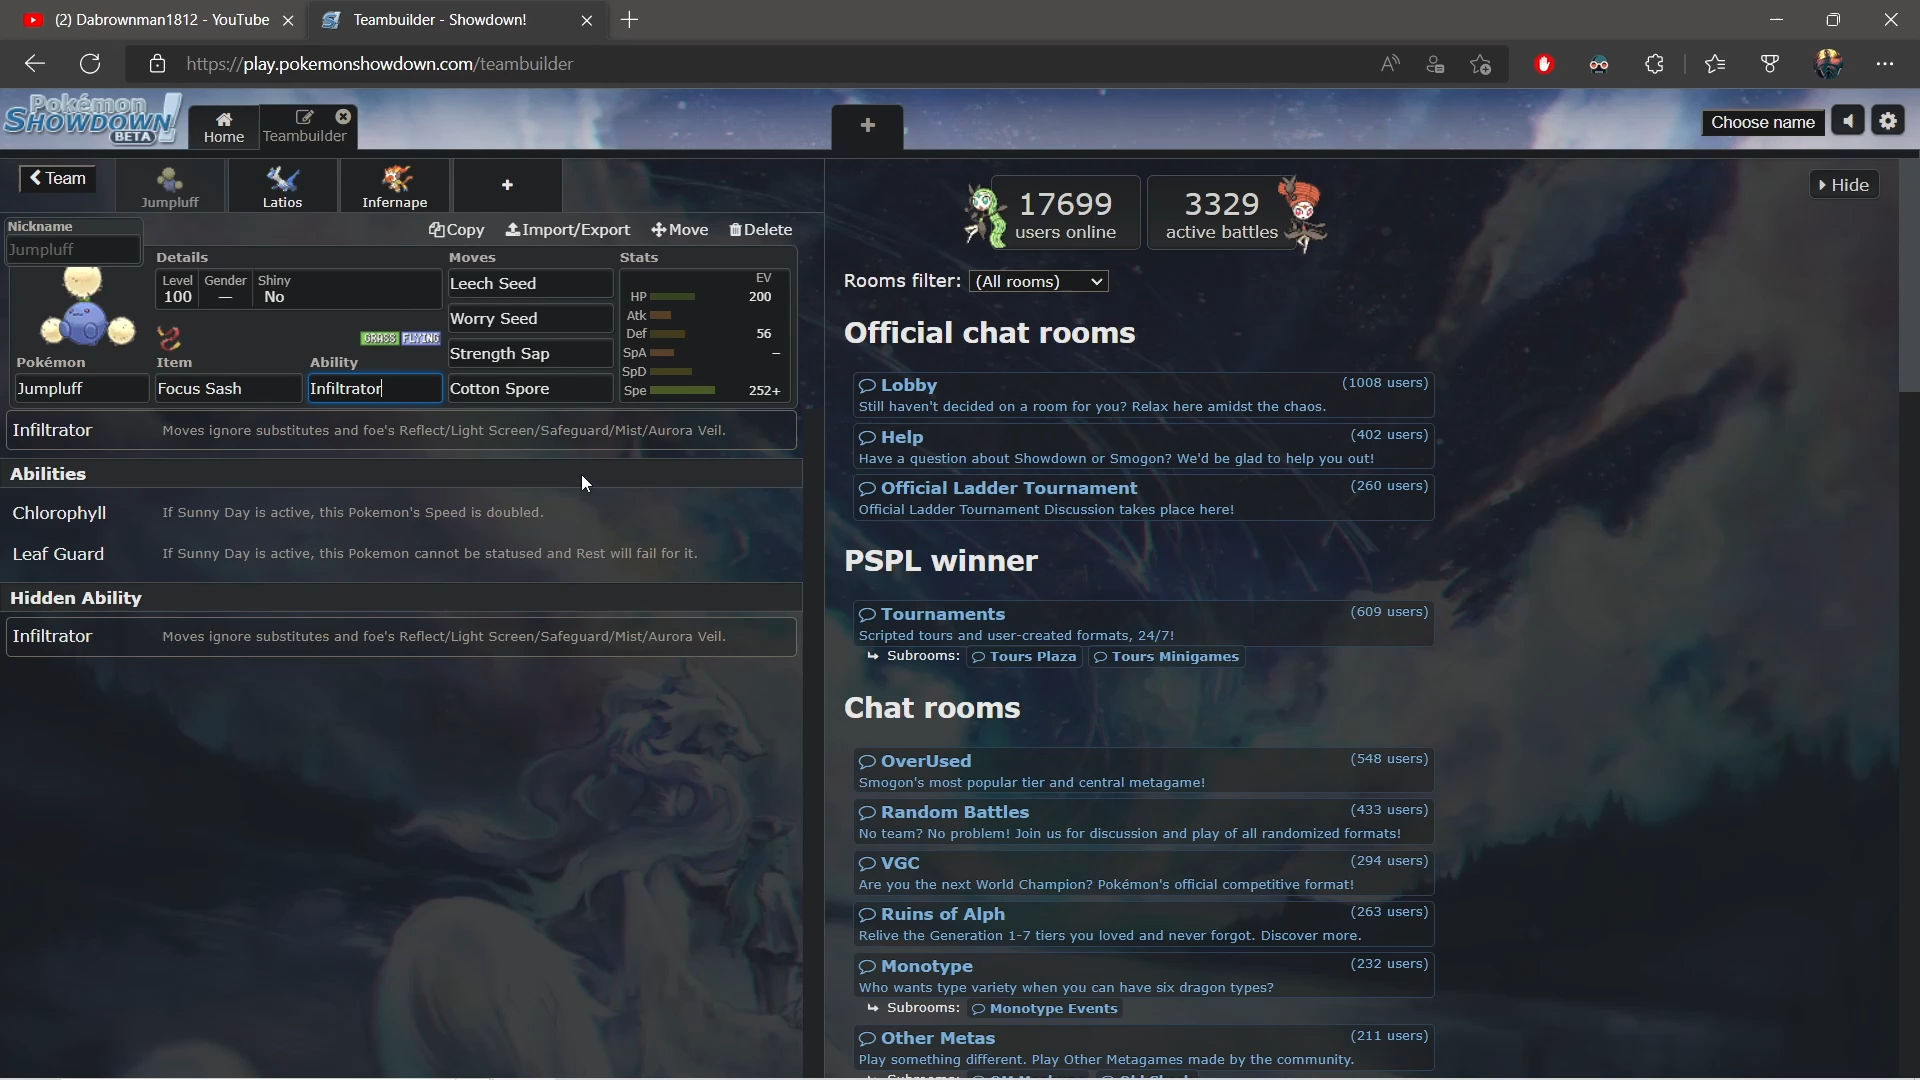 (2) Dabrownman1812 - YouTube
Teambuilder - Showdown!
https://play.pokemonshowdown.com/teambuilder
Pokémon
SHOWDOWN!
BETA
Home
Teambuilder
Choose name
Team
Jumpluff
Latios
Infernape
Nickname
Jumpluff
Copy
Import/Export
Move
Delete
Details
Moves
Stats
Level
Gender
Shiny
100
—
No
Leech Seed
EV
HP 200
Worry Seed
Atk
Def 56
GRASS FLYING
Strength Sap
SpA –
Pokémon
Item
Ability
SpD
Jumpluff
Focus Sash
Infiltrator
Cotton Spore
Spe 252+
Infiltrator Moves ignore substitutes and foe's Reflect/Light Screen/Safeguard/Mist/Aurora Veil.
Abilities
Chlorophyll If Sunny Day is active, this Pokemon's Speed is doubled.
Leaf Guard If Sunny Day is active, this Pokemon cannot be statused and Rest will fail for it.
Hidden Ability
Infiltrator Moves ignore substitutes and foe's Reflect/Light Screen/Safeguard/Mist/Aurora Veil.
17699
users online
3329
active battles
Hide
Rooms filter: (All rooms)
Official chat rooms
Lobby (1008 users)
Still haven't decided on a room for you? Relax here amidst the chaos.
Help (402 users)
Have a question about Showdown or Smogon? We'd be glad to help you out!
Official Ladder Tournament (260 users)
Official Ladder Tournament Discussion takes place here!
PSPL winner
Tournaments (609 users)
Scripted tours and user-created formats, 24/7!
Subrooms: Tours Plaza Tours Minigames
Chat rooms
OverUsed (548 users)
Smogon's most popular tier and central metagame!
Random Battles (433 users)
No team? No problem! Join us for discussion and play of all randomized formats!
VGC (294 users)
Are you the next World Champion? Pokémon's official competitive format!
Ruins of Alph (263 users)
Relive the Generation 1-7 tiers you loved and never forgot. Discover more.
Monotype (232 users)
Who wants type variety when you can have six dragon types?
Subrooms: Monotype Events
Other Metas (211 users)
Play something different. Play Other Metagames made by the community.